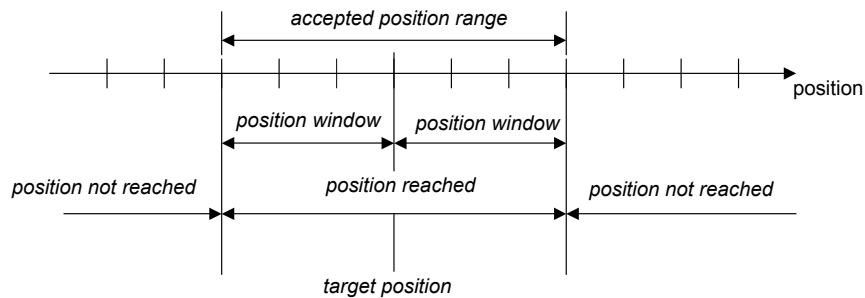 accepted position range
position
position window
position window
position not reached
position reached
position not reached
target position